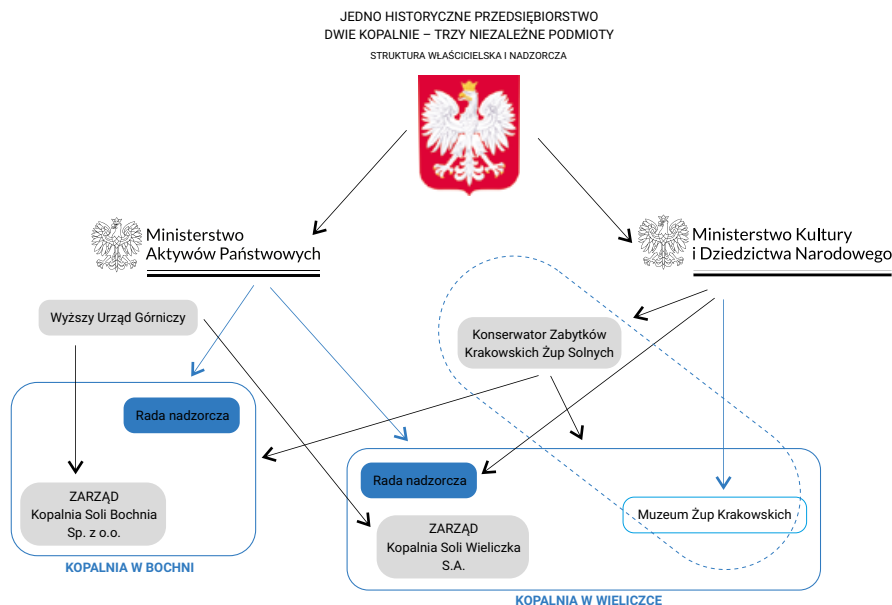 JEDNO HISTORYCZNE PRZEDSIĘBIORSTWO
DWIE KOPALNIE – TRZY NIEZALEŻNE PODMIOTY
STRUKTURA WŁAŚCICIELSKA I NADZORCZA
Ministerstwo
Aktywów Państwowych
Ministerstwo Kultury
i Dziedzictwa Narodowego
Wyższy Urząd Górniczy
Konserwator Zabytków
Krakowskich Żup Solnych
Rada nadzorcza
Rada nadzorcza
ZARZĄD
Kopalnia Soli Bochnia
Sp. z o.o.
Muzeum Żup Krakowskich
ZARZĄD
Kopalnia Soli Wieliczka
S.A.
KOPALNIA W BOCHNI
KOPALNIA W WIELICZCE